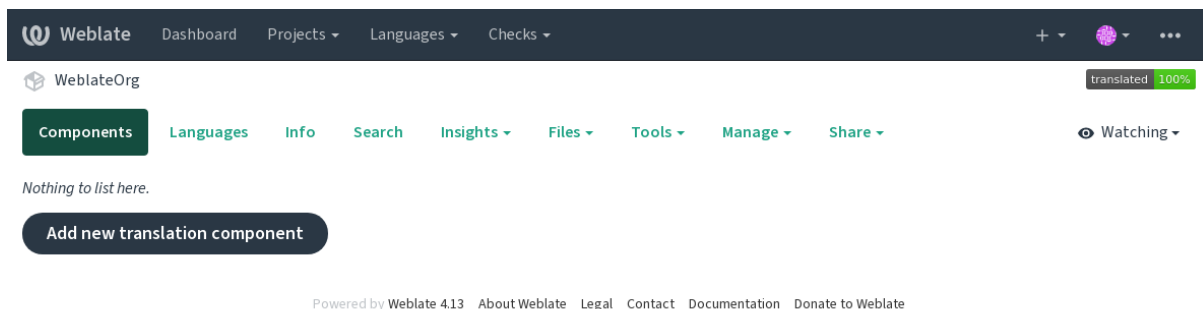 Weblate Dashboard Projects Languages Checks
WeblateOrg translated 100%
Components Languages Info Search Insights Files Tools Manage Share Watching
Nothing to list here.
Add new translation component
Powered by Weblate 4.13 About Weblate Legal Contact Documentation Donate to Weblate